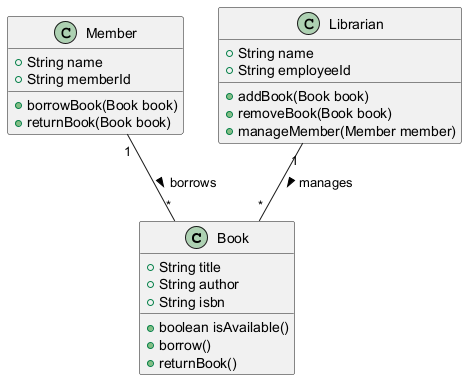 C Member
+ String name
+ String memberId
+ borrowBook(Book book)
+ returnBook(Book book)
C Librarian
+ String name
+ String employeeId
+ addBook(Book book)
+ removeBook(Book book)
+ manageMember(Member member)
1
borrows
*
1
manages
*
C Book
+ String title
+ String author
+ String isbn
+ boolean isAvailable()
+ borrow()
+ returnBook()